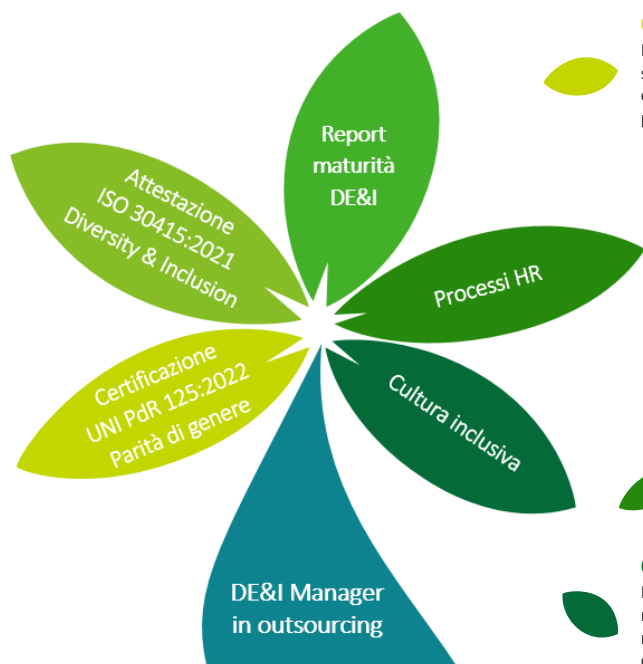 Report
maturità
DE&I
Attestazione
ISO 30415:2021
Diversity & Inclusion
Processi HR
Certificazione
UNI PdR 125:2022
Parità di genere
Cultura inclusiva
DE&I Manager
in outsourcing